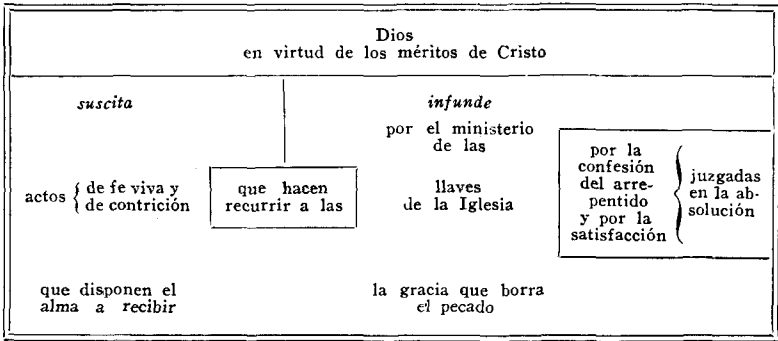 Dios
en virtud de los méritos de Cristo
suscita
actos { de fe viva y
de contrición
que disponen el
alma a recibir
que hacen
recurrir a las
infunde
por el ministerio
de las
llaves
de la Iglesia
la gracia que borra
el pecado
por la
confesión
del arre-
pentido
y por la
satisfacción
juzgadas
en la ab-
solución